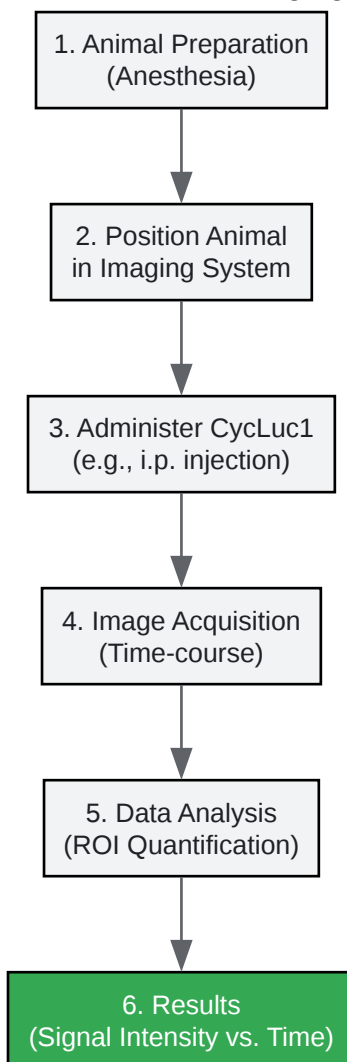 1. Animal Preparation
(Anesthesia)
2. Position Animal
in Imaging System
3. Administer CycLuc1
(e.g., i.p. injection)
4. Image Acquisition
(Time-course)
5. Data Analysis
(ROI Quantification)
6. Results
(Signal Intensity vs. Time)